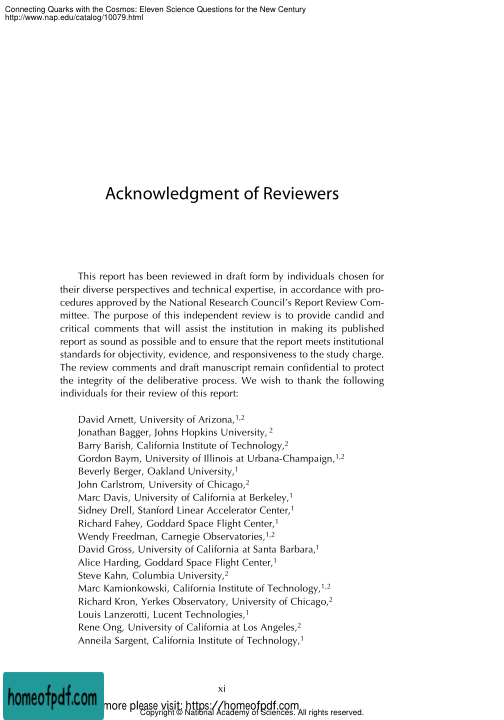 Connecting Quarks with the Cosmos: Eleven Science Questions for the New Century
http://www.nap.edu/catalog/10079.html
Acknowledgment of Reviewers
This report has been reviewed in draft form by individuals chosen for
their diverse perspectives and technical expertise, in accordance with pro-
cedures approved by the National Research Council's Report Review Com-
mittee. The purpose of this independent review is to provide candid and
critical comments that will assist the institution in making its published
report as sound as possible and to ensure that the report meets institutional
standards for objectivity, evidence, and responsiveness to the study charge.
The review comments and draft manuscript remain confidential to protect
the integrity of the deliberative process. We wish to thank the following
individuals for their review of this report:
David Arnett, University of Arizona,1,2
Jonathan Bagger, Johns Hopkins University, 2
Barry Barish, California Institute of Technology,2
Gordon Baym, University of Illinois at Urbana-Champaign,1,2
Beverly Berger, Oakland University,1
John Carlstrom, University of Chicago,2
Marc Davis, University of California at Berkeley,1
Sidney Drell, Stanford Linear Accelerator Center,1
Richard Fahey, Goddard Space Flight Center,1
Wendy Freedman, Carnegie Observatories,1,2
David Gross, University of California at Santa Barbara,1
Alice Harding, Goddard Space Flight Center,1
Steve Kahn, Columbia University,2
Marc Kamionkowski, California Institute of Technology,1,2
Richard Kron, Yerkes Observatory, University of Chicago,2
Louis Lanzerotti, Lucent Technologies,1
Rene Ong, University of California at Los Angeles,2
Anneila Sargent, California Institute of Technology,1
xi
homeofpdf.com
more please visit: https://homeofpdf.com
Copyright © National Academy of Sciences. All rights reserved.